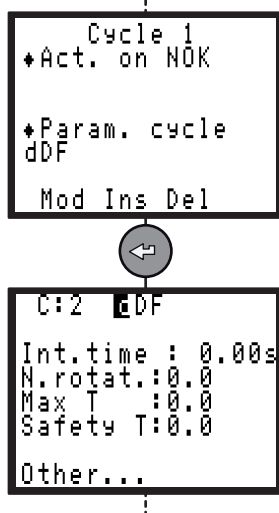 Cycle 1
♦Act. on NOK
♦Param. cycle
dDF
Mod Ins Del
C:2 dDF
Int.time : 0.00s
N.rotat.:0.0
Max T :0.0
Safety T:0.0
Other...